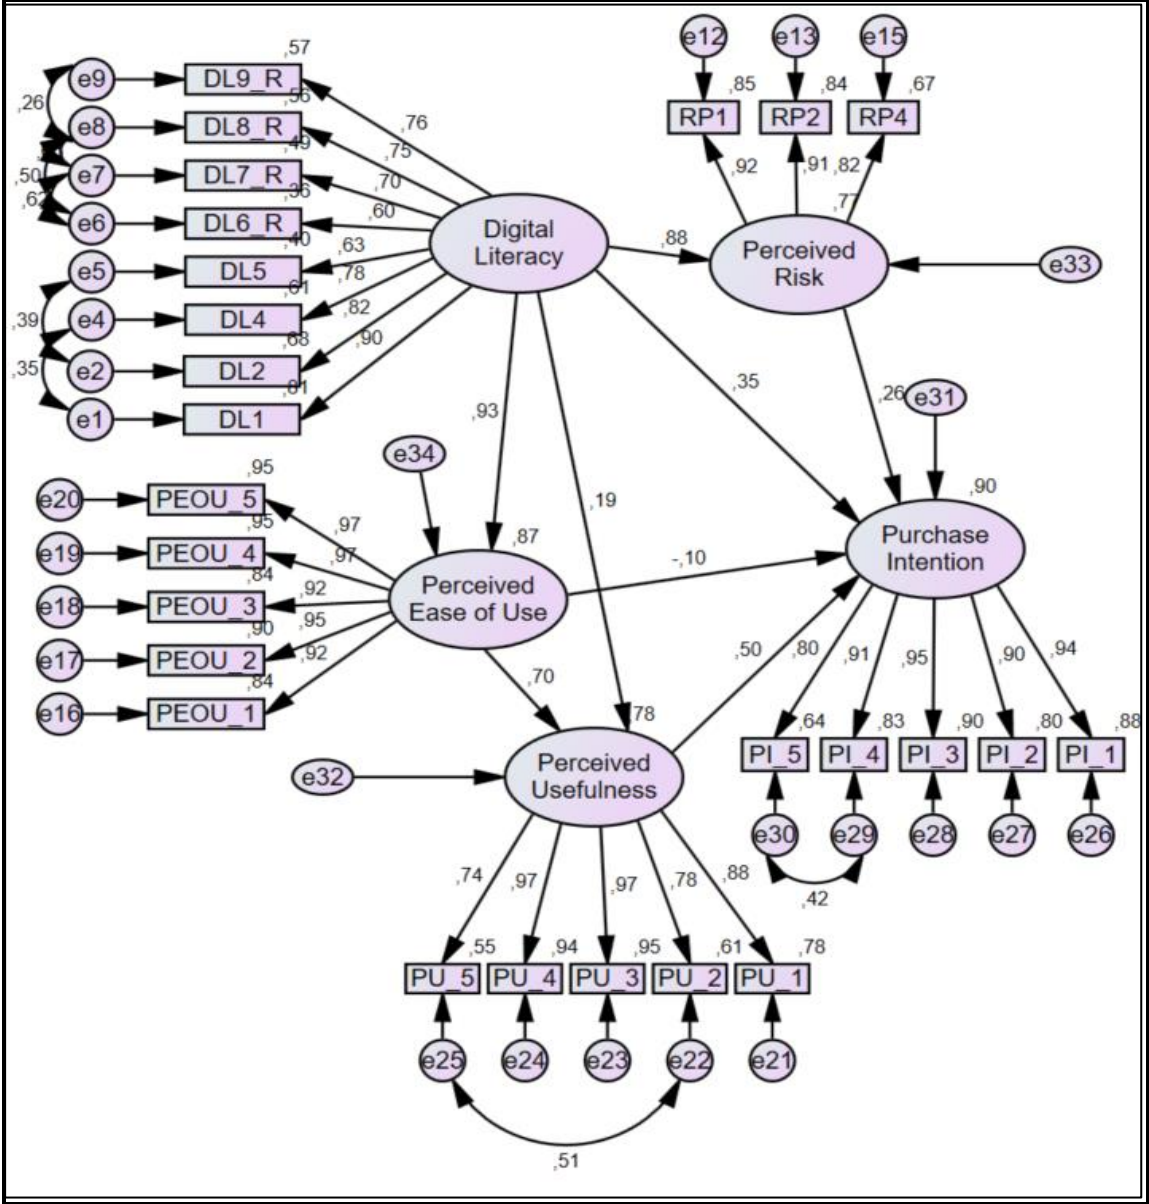 e12 e13 e15
,85 ,84 ,67
RP1 RP2 RP4
,92 ,91 ,82
,77
Perceived
Risk
e33
,57
e9 DL9_R
,26
,56
e8 DL8_R
,49
e7 DL7_R
,50
,36
e6 DL6_R
,40
e5 DL5
,61
e4 DL4
,39
,68
e2 DL2
,35
,81
e1 DL1
,76
,75
,70
,60
,63
,78
,82
,90
Digital
Literacy
,88
,35
,26
e31
,93
,19
,90
Purchase
Intention
e34
,87
Perceived
Ease of Use
-,10
,95
e20 PEOU_5
,95
e19 PEOU_4
,84
e18 PEOU_3
,90
e17 PEOU_2
,84
e16 PEOU_1
,97
,97
,92
,95
,92
,70
,78
,50
,80 ,91 ,95 ,90 ,94
,64 ,83 ,90 ,80 ,88
PI_5 PI_4 PI_3 PI_2 PI_1
e30 e29 e28 e27 e26
,42
e32
Perceived
Usefulness
,74 ,97 ,97 ,78 ,88
,55 ,94 ,95 ,61 ,78
PU_5 PU_4 PU_3 PU_2 PU_1
e25 e24 e23 e22 e21
,51